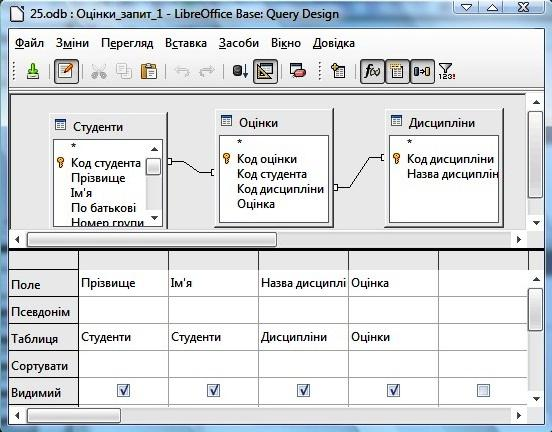 25.odb : Оцінки_запит_1 - LibreOffice Base: Query Design
Файл Зміни Перегляд Вставка Засоби Вікно Довідка
f(x) 123!
Студенти
*
Код студента
Прізвище
Ім'я
По батькові
Номер групи
Оцінки
*
Код оцінки
Код студента
Код дисципліни
Оцінка
Дисципліни
*
Код дисципліни
Назва дисциплін
Поле Прізвище Ім'я Назва дисциплі Оцінка
Псевдонім
Таблиця Студенти Студенти Дисципліни Оцінки
Сортувати
Видимий